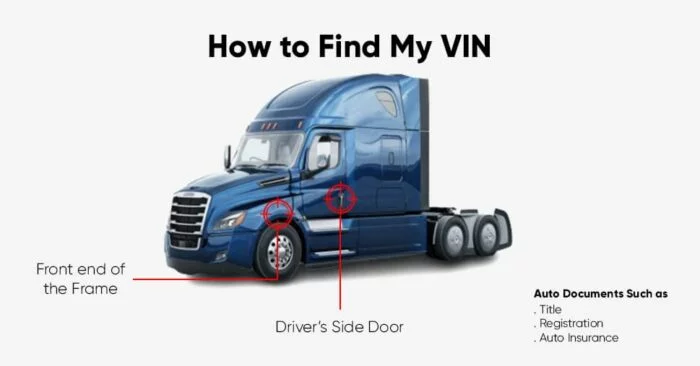 How to Find My VIN
Front end of
the Frame
Driver's Side Door
Auto Documents Such as
. Title
. Registration
. Auto Insurance